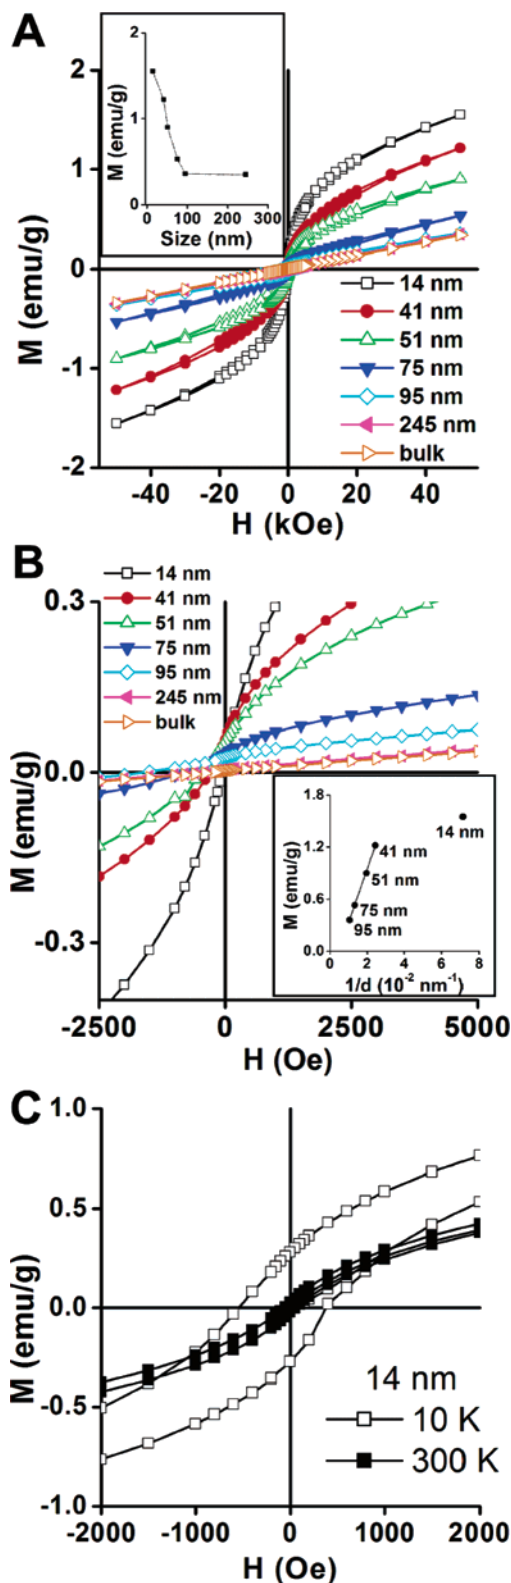 A
2
1
0
-1
-2
M (emu/g)
-40
-20
0
20
40
H (kOe)
2
1
0
M (emu/g)
0
100
200
300
Size (nm)
14 nm
41 nm
51 nm
75 nm
95 nm
245 nm
bulk
B
14 nm
41 nm
51 nm
75 nm
95 nm
245 nm
bulk
0.3
0.0
-0.3
M (emu/g)
-2500
0
2500
5000
H (Oe)
1.8
1.2
0.6
0.0
M (emu/g)
14 nm
41 nm
51 nm
75 nm
95 nm
0
2
4
6
8
1/d (10-2 nm-1)
C
1.0
0.5
0.0
-0.5
-1.0
M (emu/g)
14 nm
10 K
300 K
-2000
-1000
0
1000
2000
H (Oe)